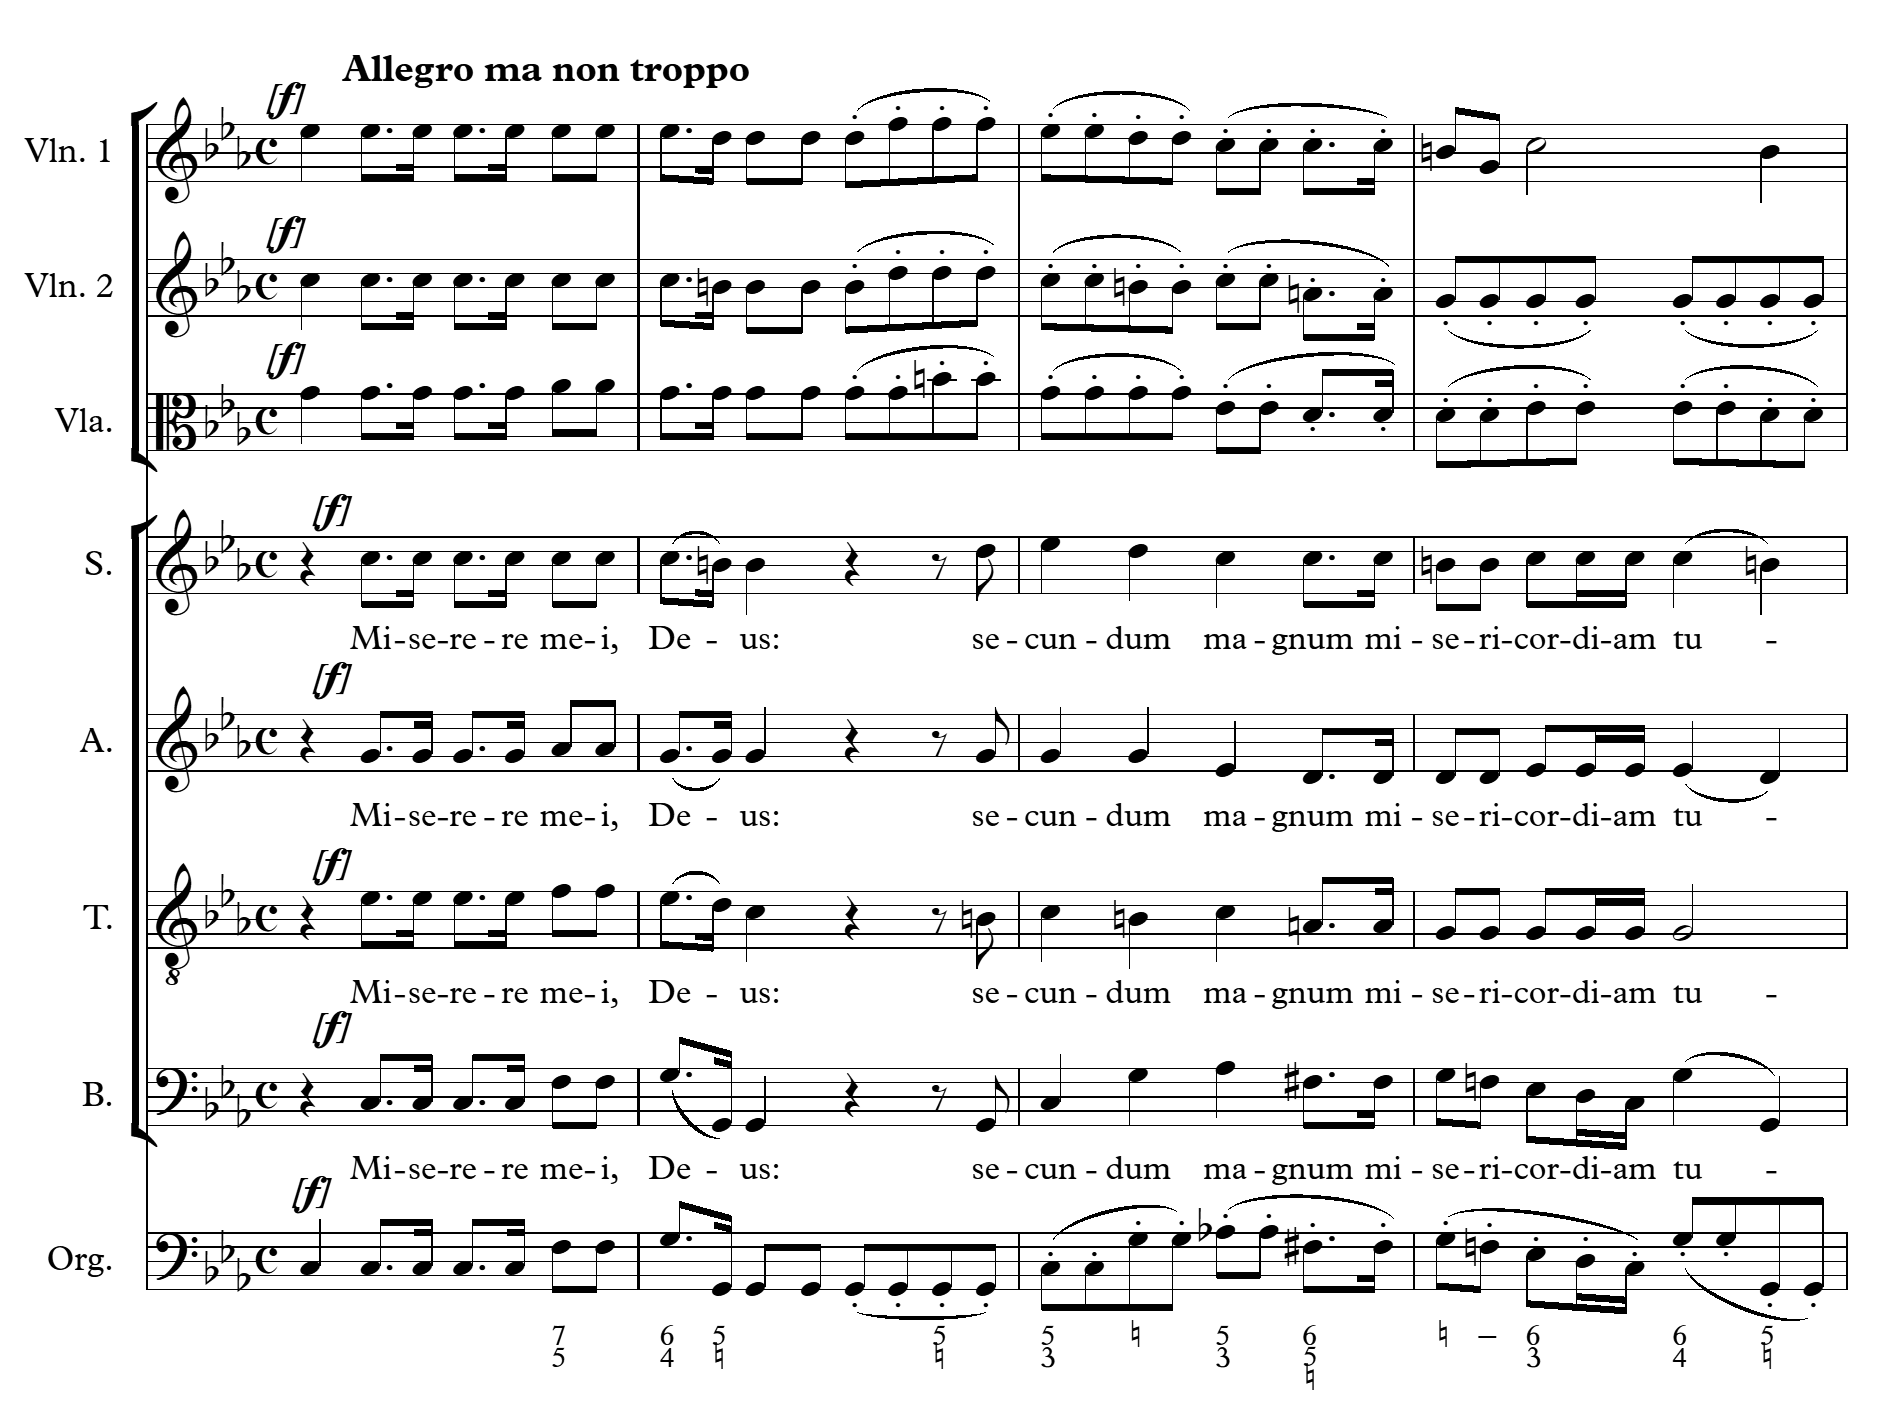 Allegro ma non troppo
[f]
Vln. 1
[f]
Vln. 2
[f]
Vla.
[f]
S.
Mi-se-re-re me-i, De - us: se-cun-dum ma-gnum mi-se-ri-cor-di-am tu -
[f]
A.
Mi-se-re-re me-i, De - us: se-cun-dum ma-gnum mi-se-ri-cor-di-am tu -
[f]
T.
8
Mi-se-re-re me-i, De - us: se-cun-dum ma-gnum mi-se-ri-cor-di-am tu -
[f]
B.
Mi-se-re-re me-i, De - us: se-cun-dum ma-gnum mi-se-ri-cor-di-am tu -
[f]
Org.
7 6 5 5 5 ♮ 5 6 ♮ – 6 6 5
5 4 ♮ ♮ 3 3 5 3 4 ♮
♮